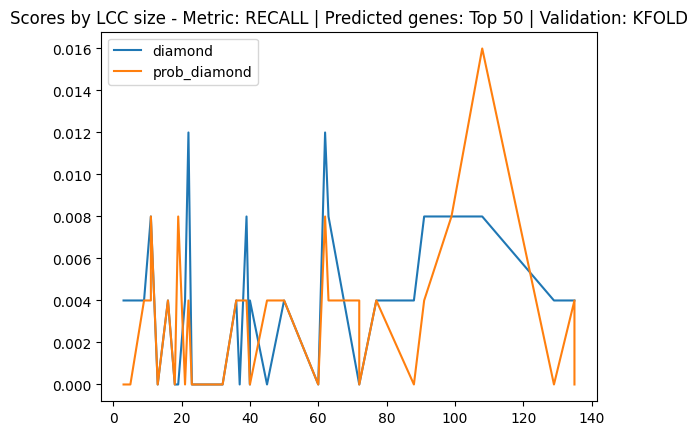 Scores by LCC size - Metric: RECALL | Predicted genes: Top 50 | Validation: KFOLD
diamond
prob_diamond
0.016
0.014
0.012
0.010
0.008
0.006
0.004
0.002
0.000
0 20 40 60 80 100 120 140